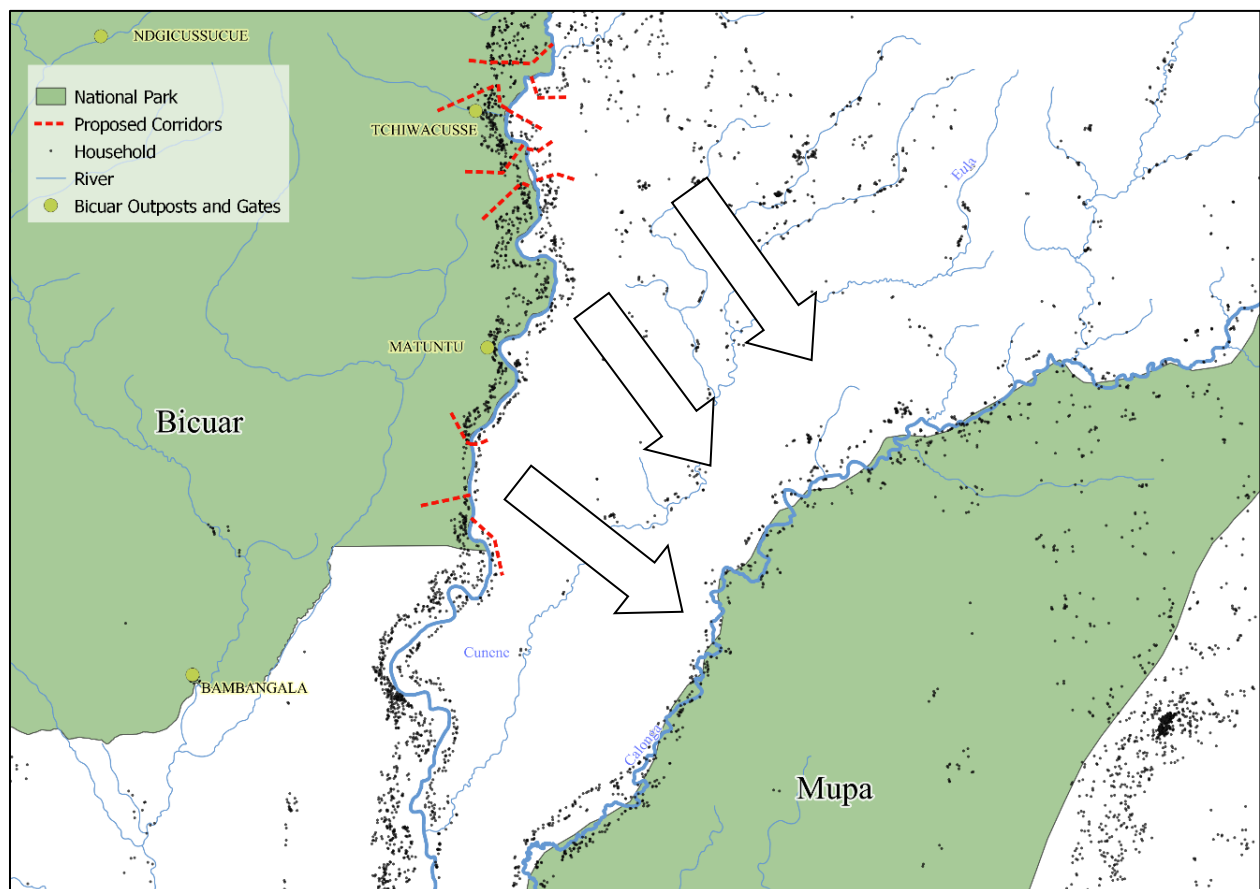 NDGICUSSUCUE
National Park
Proposed Corridors
Household
River
Bicuar Outposts and Gates
TCHIWACUSSE
Eula
MATUNTU
Bicuar
Cunene
BAMBANGALA
Calonga
Mupa